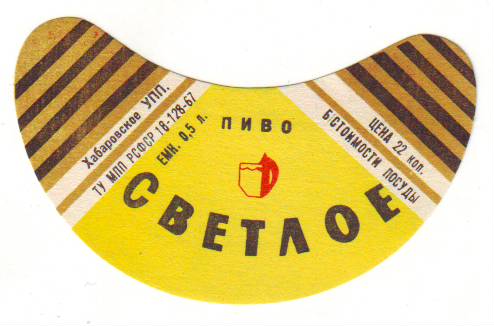 Хабаровское УПП.
ТУ МПП РСФСР 18-128-67
ЕМК. 0,5 л.
ПИВО
СВЕТЛОЕ
ЦЕНА 22 коп.
Б/СТОИМОСТИ ПОСУДЫ